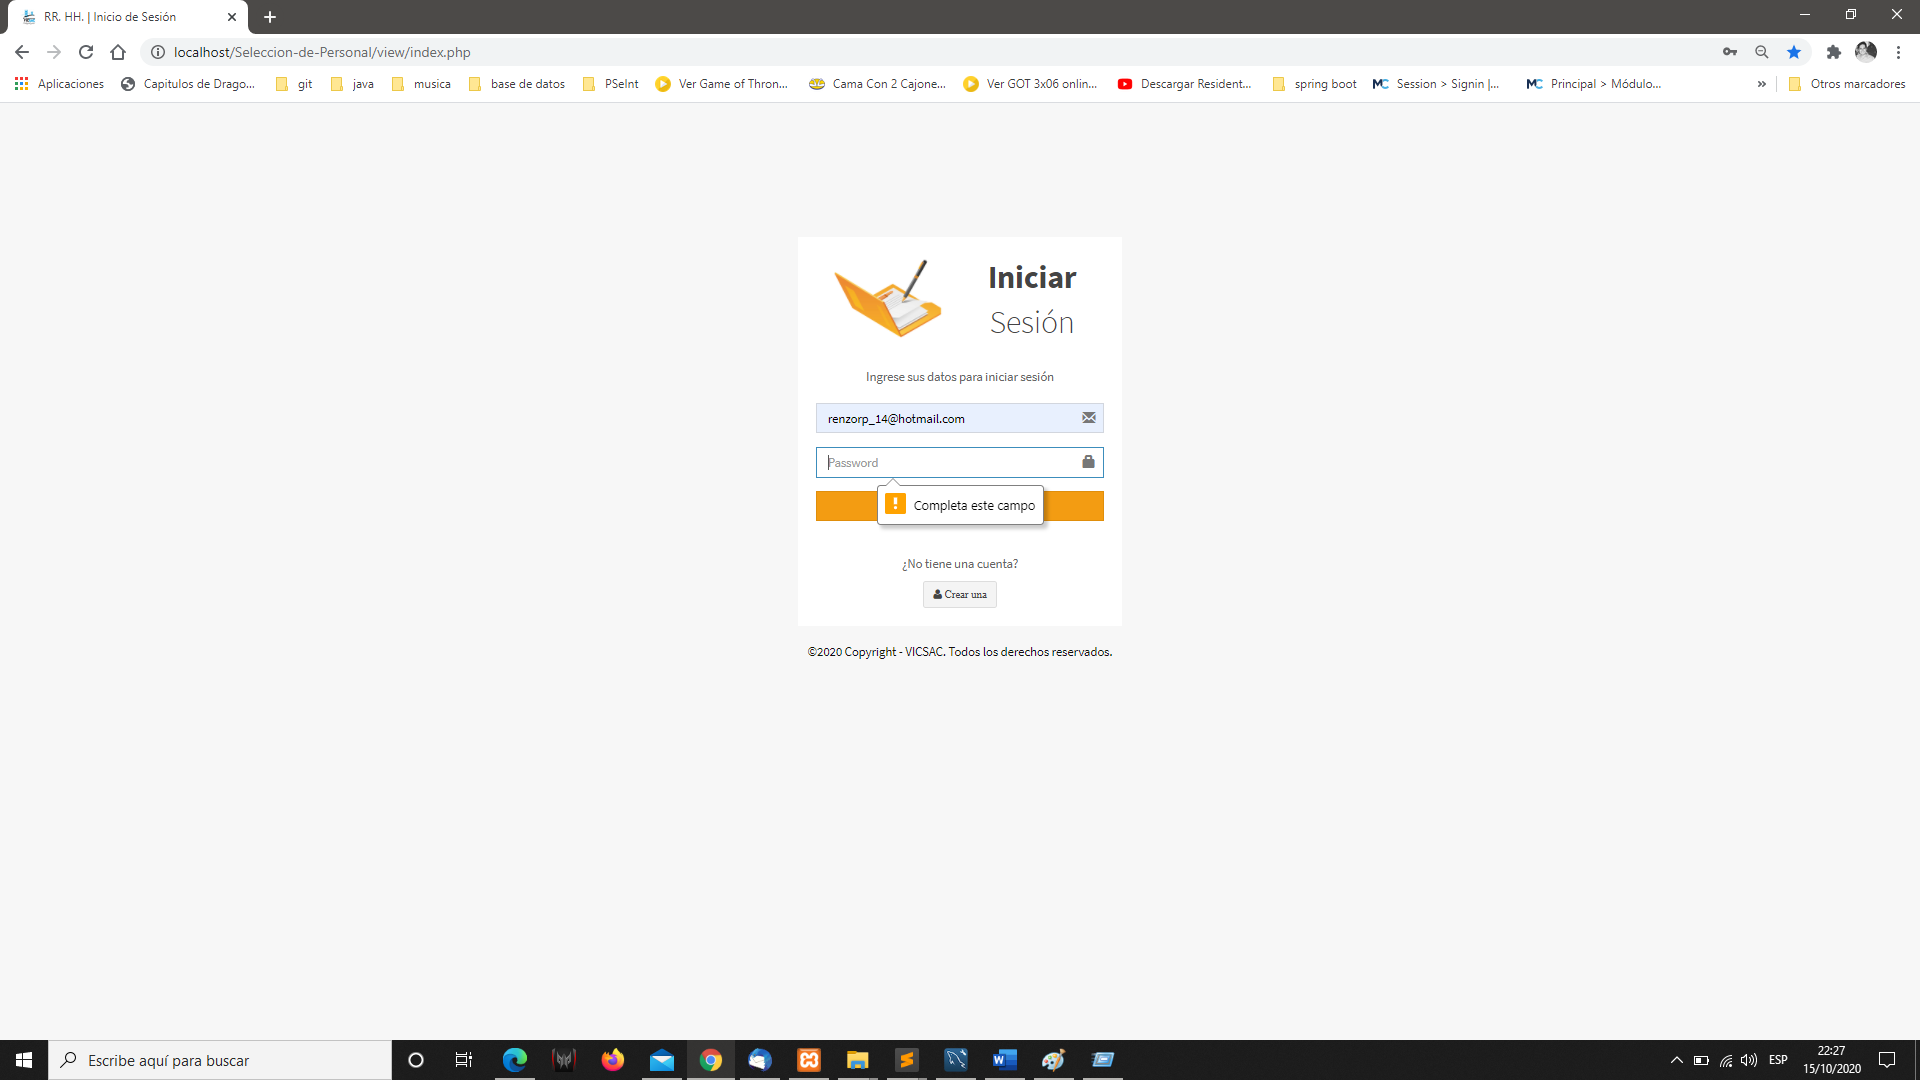 RR. HH. | Inicio de Sesión
localhost/Seleccion-de-Personal/view/index.php
Aplicaciones
Capitulos de Drago...
git
java
musica
base de datos
PSeInt
Ver Game of Thron...
Cama Con 2 Cajone...
Ver GOT 3x06 onlin...
Descargar Resident...
spring boot
Session > Signin |...
Principal > Módulo...
»
Otros marcadores
Iniciar
Sesión
Ingrese sus datos para iniciar sesión
renzorp_14@hotmail.com
Password
Completa este campo
¿No tiene una cuenta?
Crear una
©2020 Copyright - VICSAC. Todos los derechos reservados.
Escribe aquí para buscar
ESP
22:27
15/10/2020